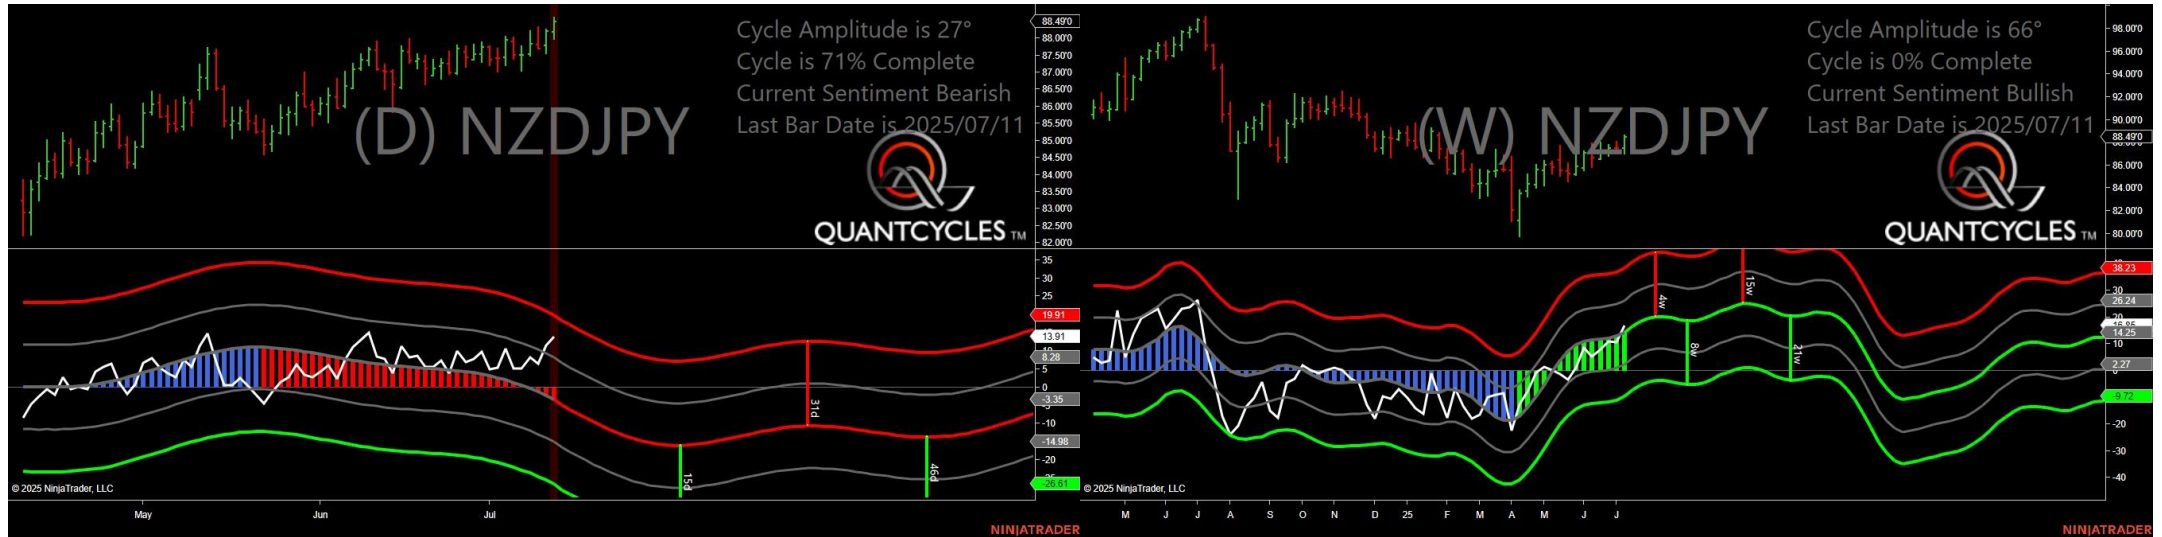 Cycle Amplitude is 27°
Cycle is 71% Complete
Current Sentiment Bearish
Last Bar Date is 2025/07/11
(D) NZDJPY
QUANTCYCLES TM
88.49'0
88.00'0
87.50'0
87.00'0
86.50'0
86.00'0
85.50'0
85.00'0
84.50'0
84.00'0
83.50'0
83.00'0
82.50'0
82.00'0
35
30
25
19.91
13.91
8.28
5
0
-3.35
-10
-14.98
-20
-26.61
15d
31d
46d
© 2025 NinjaTrader, LLC
May
Jun
Jul
NINJATRADER
Cycle Amplitude is 66°
Cycle is 0% Complete
Current Sentiment Bullish
Last Bar Date is 2025/07/11
(W) NZDJPY
QUANTCYCLES TM
98.00'0
96.00'0
94.00'0
92.00'0
90.00'0
88.49'0
86.00'0
84.00'0
82.00'0
80.00'0
38.23
30
26.24
14.25
10
2.27
-9.72
-20
-30
-40
4w
8w
15w
21w
© 2025 NinjaTrader, LLC
M
J
J
A
S
O
N
D
25
F
M
A
M
J
J
NINJATRADER